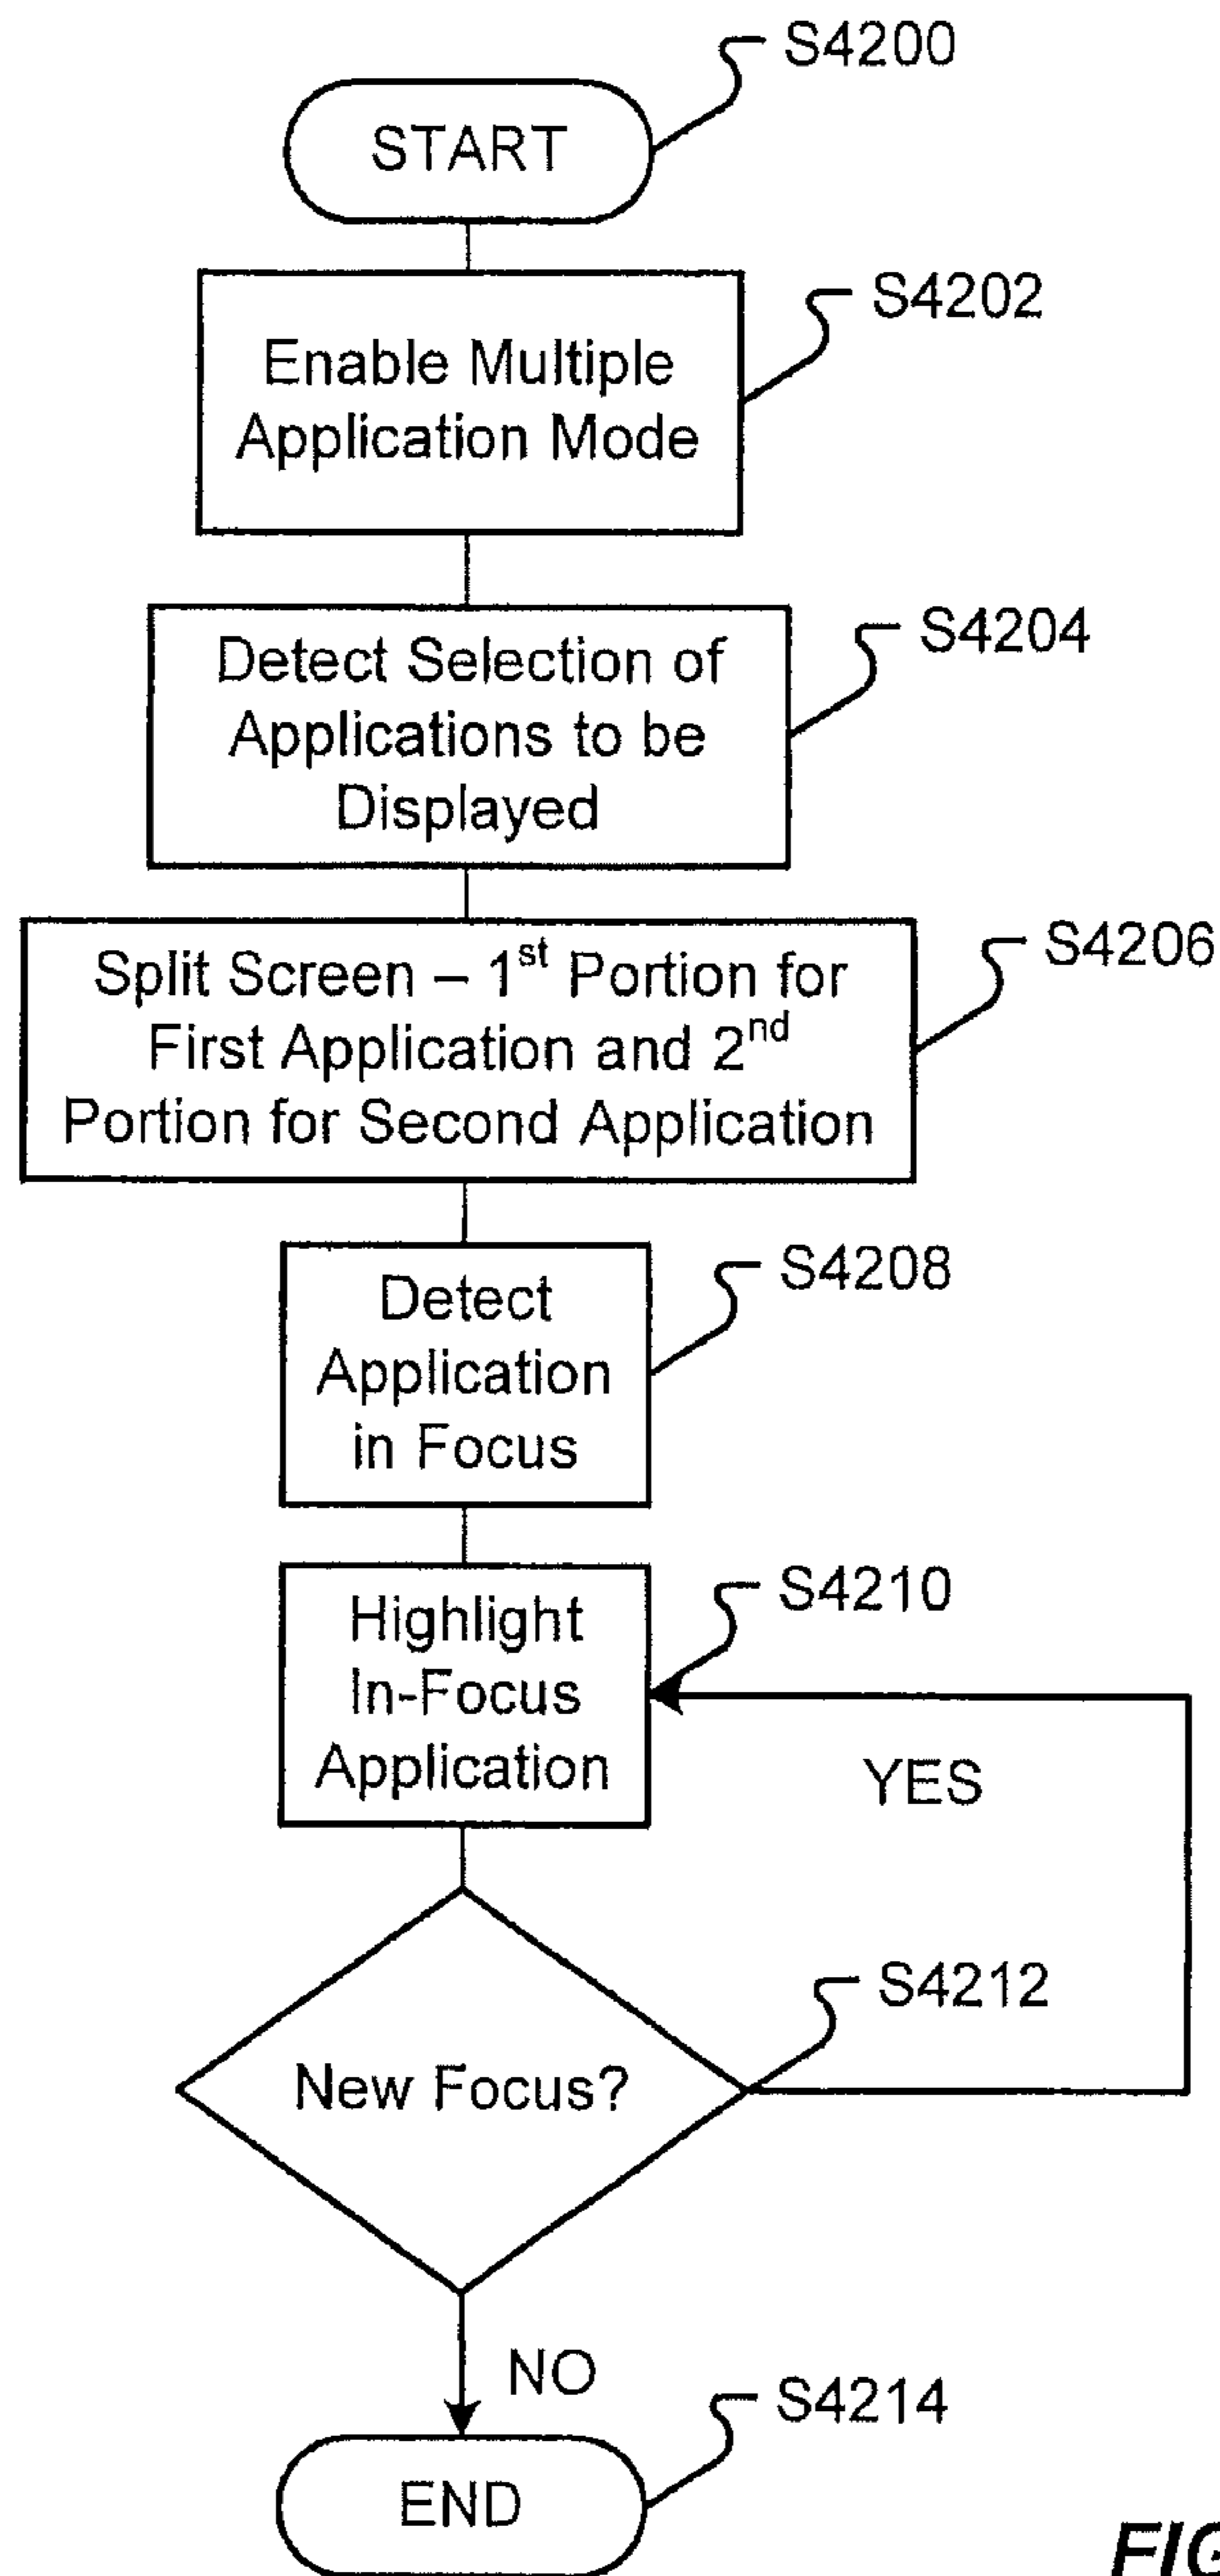 S4200
START
S4202
Enable Multiple
Application Mode
S4204
Detect Selection of
Applications to be
Displayed
S4206
Split Screen – 1st Portion for
First Application and 2nd
Portion for Second Application
S4208
Detect
Application
in Focus
S4210
Highlight
In-Focus
Application
YES
S4212
New Focus?
NO
S4214
END
FIG